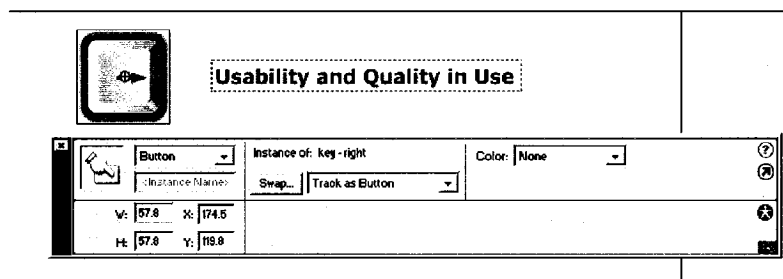 Usability and Quality in Use
Button Instance of: key-right Color: None
<Instance Name> Swap... Track as Button
W: 57.8 X: 174.5
H: 57.8 Y: 119.8